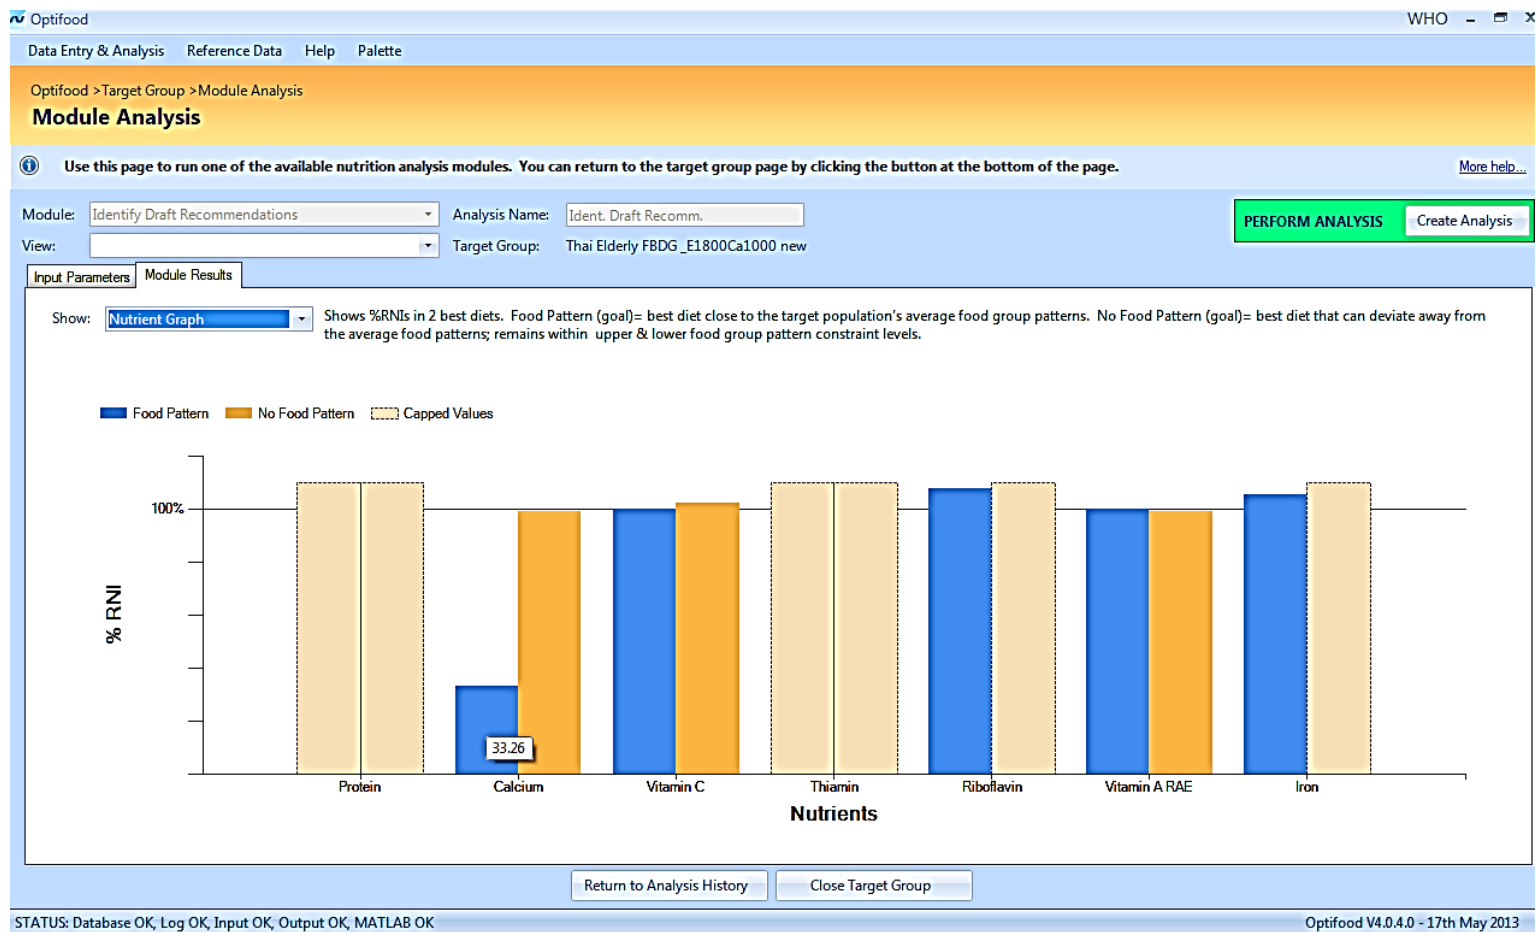 Optifood
WHO
Data Entry & Analysis Reference Data Help Palette
Optifood >Target Group >Module Analysis
Module Analysis
Use this page to run one of the available nutrition analysis modules. You can return to the target group page by clicking the button at the bottom of the page.
More help...
Module: Identify Draft Recommendations Analysis Name: Ident. Draft Recomm.
PERFORM ANALYSIS Create Analysis
View: Target Group: Thai Elderly FBDG_E1800Ca1000 new
Input Parameters Module Results
Show: Nutrient Graph
Shows %RNIs in 2 best diets. Food Pattern (goal)= best diet close to the target population's average food group patterns. No Food Pattern (goal)= best diet that can deviate away from
the average food patterns; remains within upper & lower food group pattern constraint levels.
Food Pattern No Food Pattern Capped Values
100%
% RNI
33.26
Protein Calcium Vitamin C Thiamin Riboflavin Vitamin A RAE Iron
Nutrients
Return to Analysis History Close Target Group
STATUS: Database OK, Log OK, Input OK, Output OK, MATLAB OK
Optifood V4.0.4.0 - 17th May 2013